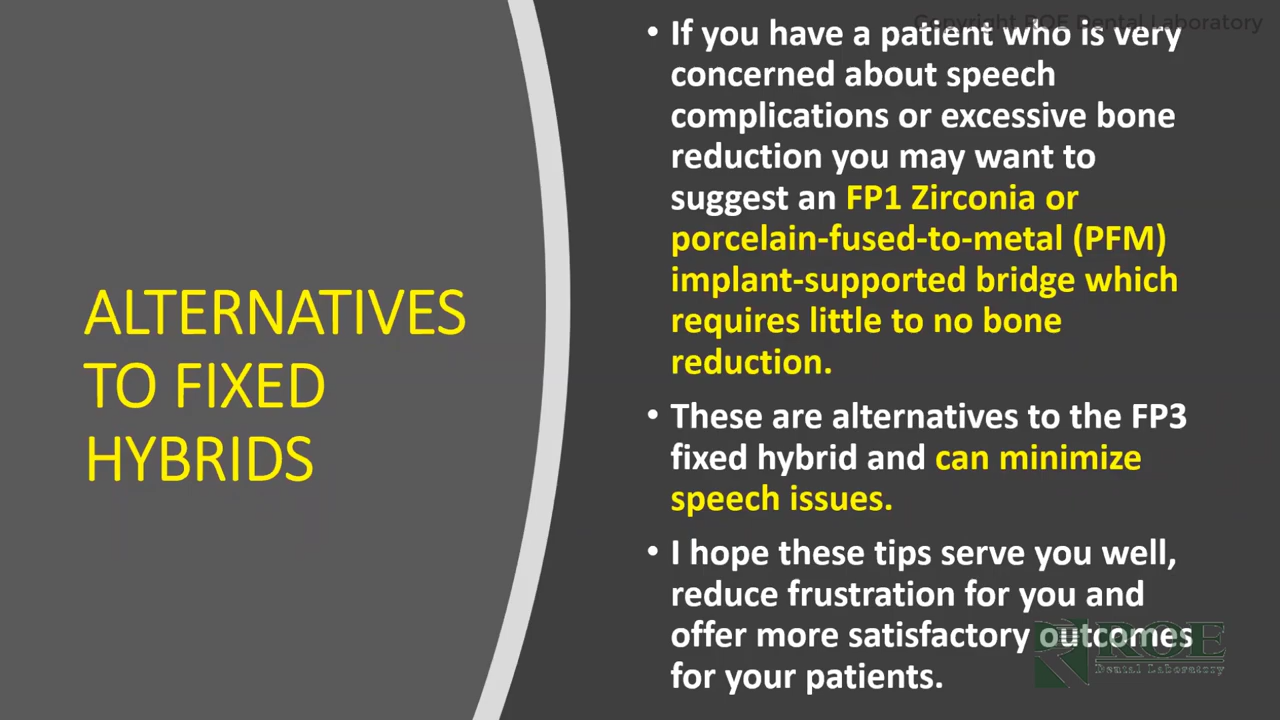 Copyright ROE Dental Laboratory
ALTERNATIVES
TO FIXED
HYBRIDS
• If you have a patient who is very
concerned about speech
complications or excessive bone
reduction you may want to
suggest an FP1 Zirconia or
porcelain-fused-to-metal (PFM)
implant-supported bridge which
requires little to no bone
reduction.
• These are alternatives to the FP3
fixed hybrid and can minimize
speech issues.
• I hope these tips serve you well,
reduce frustration for you and
offer more satisfactory outcomes
for your patients.
ROE
Dental Laboratory